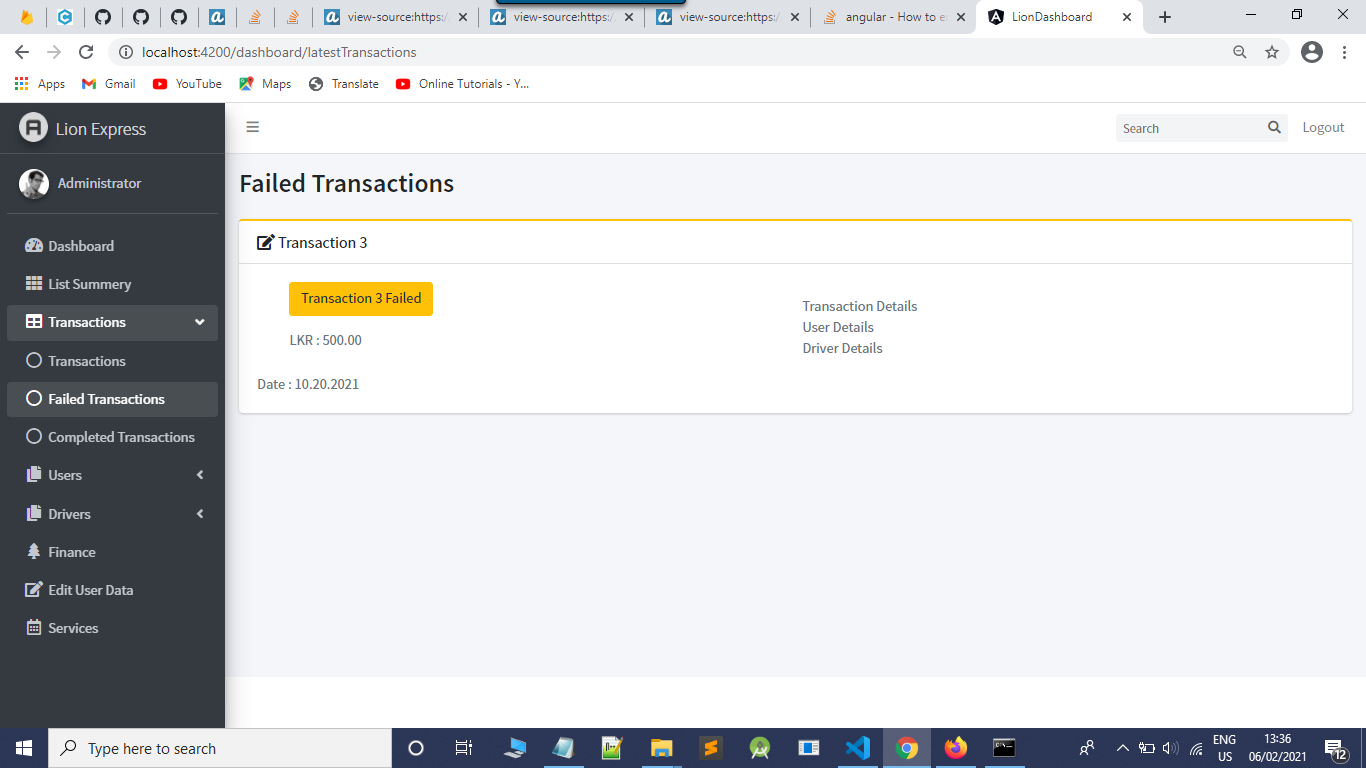 view-source:https:/
view-source:https:/
view-source:https:/
angular - How to e
LionDashboard
localhost:4200/dashboard/latestTransactions
Apps
Gmail
YouTube
Maps
Translate
Online Tutorials - Y...
Lion Express
Search
Logout
Administrator
Failed Transactions
Dashboard
List Summery
Transactions
Transactions
Failed Transactions
Completed Transactions
Users
Drivers
Finance
Edit User Data
Services
Transaction 3
Transaction 3 Failed
LKR : 500.00
Date : 10.20.2021
Transaction Details
User Details
Driver Details
Type here to search
ENG
US
13:36
06/02/2021
12